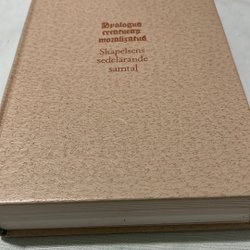 Dyalogus
creaturarum
moralizatus
Skapelsens
sedelärande
samtal